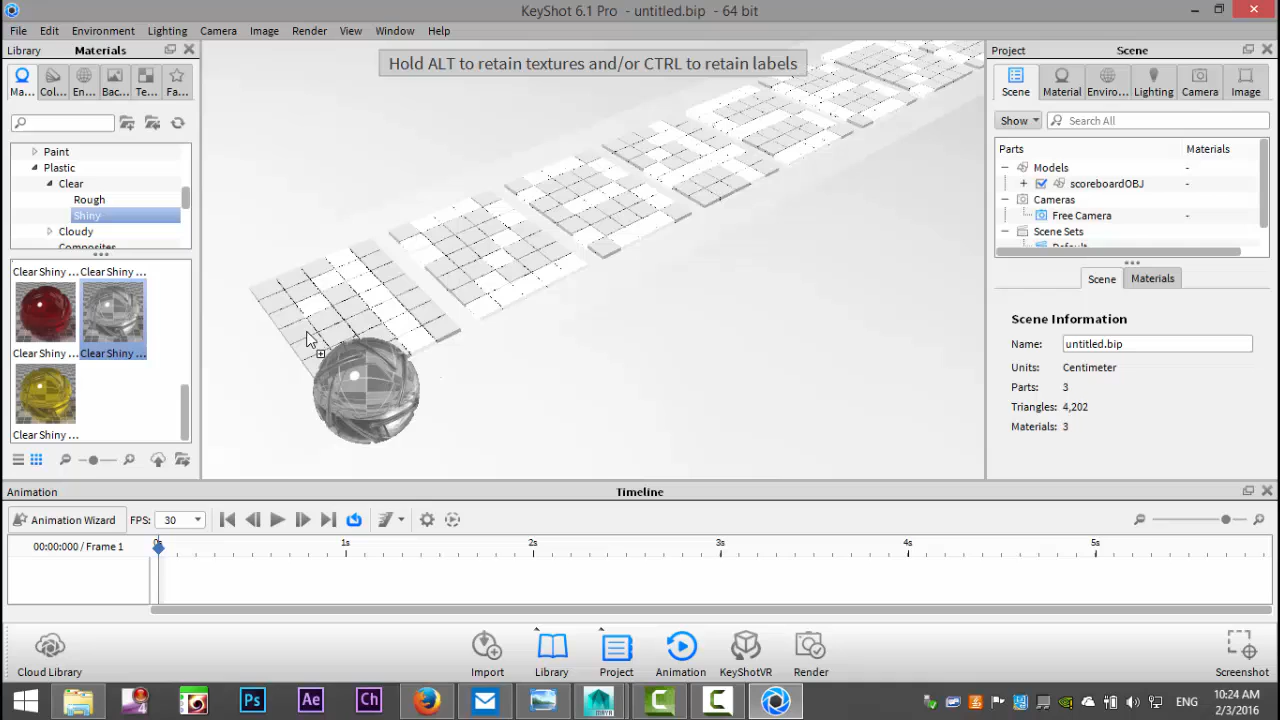 KeyShot 6.1 Pro - untitled.bip - 64 bit
File Edit Environment Lighting Camera Image Render View Window Help
Library Materials
Project Scene
Hold ALT to retain textures and/or CTRL to retain labels
Ma... Col... En... Bac... Te... Fa...
Scene Material Enviro... Lighting Camera Image
Show Search All
Parts Materials
Models -
scoreboardOBJ -
Cameras
Free Camera -
Scene Sets
Default
Paint
Plastic
Clear
Rough
Shiny
Cloudy
Composites
Clear Shiny ... Clear Shiny ...
Clear Shiny ... Clear Shiny ...
Clear Shiny ...
Scene Materials
Scene Information
Name: untitled.bip
Units: Centimeter
Parts: 3
Triangles: 4,202
Materials: 3
Animation Timeline
Animation Wizard FPS: 30
00:00:000 / Frame 1
0s 1s 2s 3s 4s 5s
Cloud Library Import Library Project Animation KeyShotVR Render Screenshot
Ps Ae Ch
ENG
10:24 AM
2/3/2016